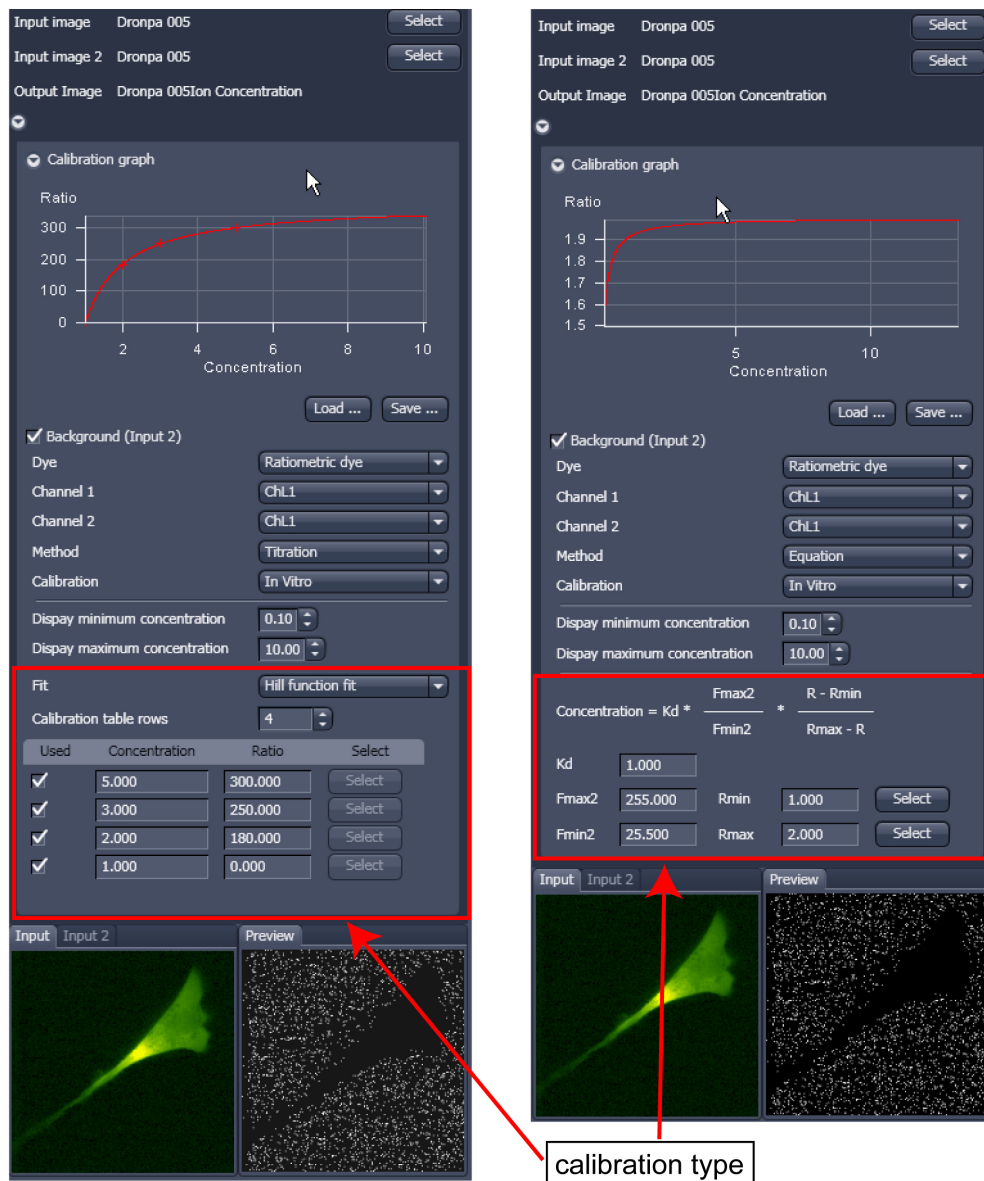 Input image Dronpa 005 Select
Input image 2 Dronpa 005 Select
Output Image Dronpa 005Ion Concentration
Calibration graph
Ratio
300
200
100
0
2 4 6 8 10
Concentration
Load ... Save ...
Background (Input 2)
Dye Ratiometric dye
Channel 1 ChL1
Channel 2 ChL1
Method Titration
Calibration In Vitro
Dispay minimum concentration 0.10
Dispay maximum concentration 10.00
Fit Hill function fit
Calibration table rows 4
Used Concentration Ratio Select
5.000 300.000 Select
3.000 250.000 Select
2.000 180.000 Select
1.000 0.000 Select
Input Input 2 Preview
Input image Dronpa 005 Select
Input image 2 Dronpa 005 Select
Output Image Dronpa 005Ion Concentration
Calibration graph
Ratio
1.9
1.8
1.7
1.6
1.5
5 10
Concentration
Load ... Save ...
Background (Input 2)
Dye Ratiometric dye
Channel 1 ChL1
Channel 2 ChL1
Method Equation
Calibration In Vitro
Dispay minimum concentration 0.10
Dispay maximum concentration 10.00
Fmax2 R - Rmin
Concentration = Kd * *
Fmin2 Rmax - R
Kd 1.000
Fmax2 255.000 Rmin 1.000 Select
Fmin2 25.500 Rmax 2.000 Select
Input Input 2 Preview
calibration type